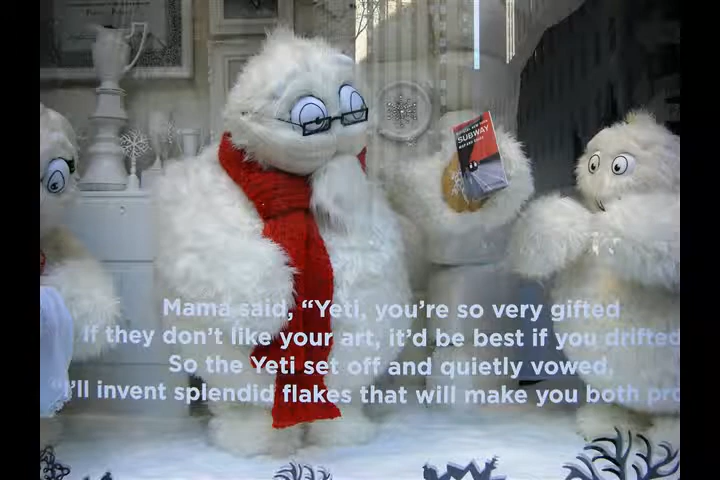 SUBWAY
Mama said, “Yeti, you’re so very gifted
If they don’t like your art, it’d be best if you drifted
So the Yeti set off and quietly vowed,
“I’ll invent splendid flakes that will make you both pro